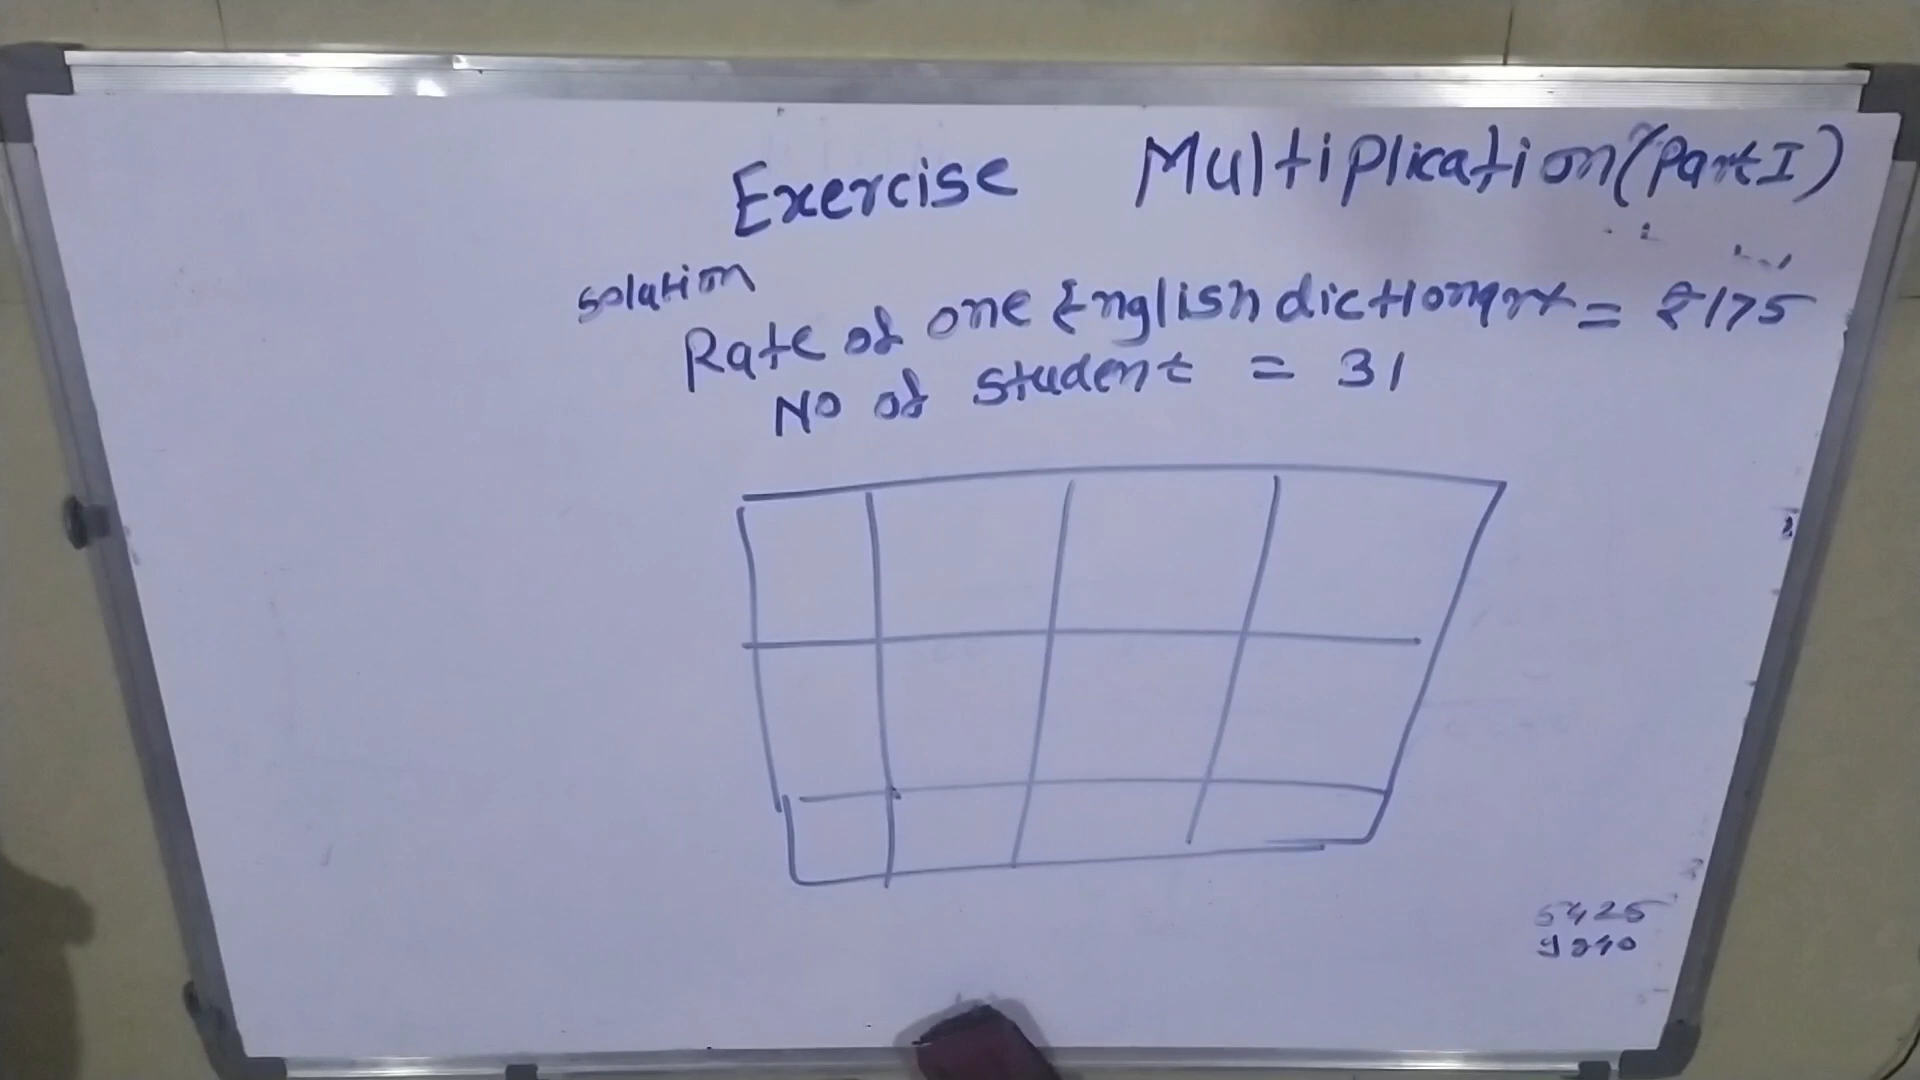 Exercise Multiplication (Part I)
solution
Rate of one English dictionary = ₹175
No of student = 31
5425